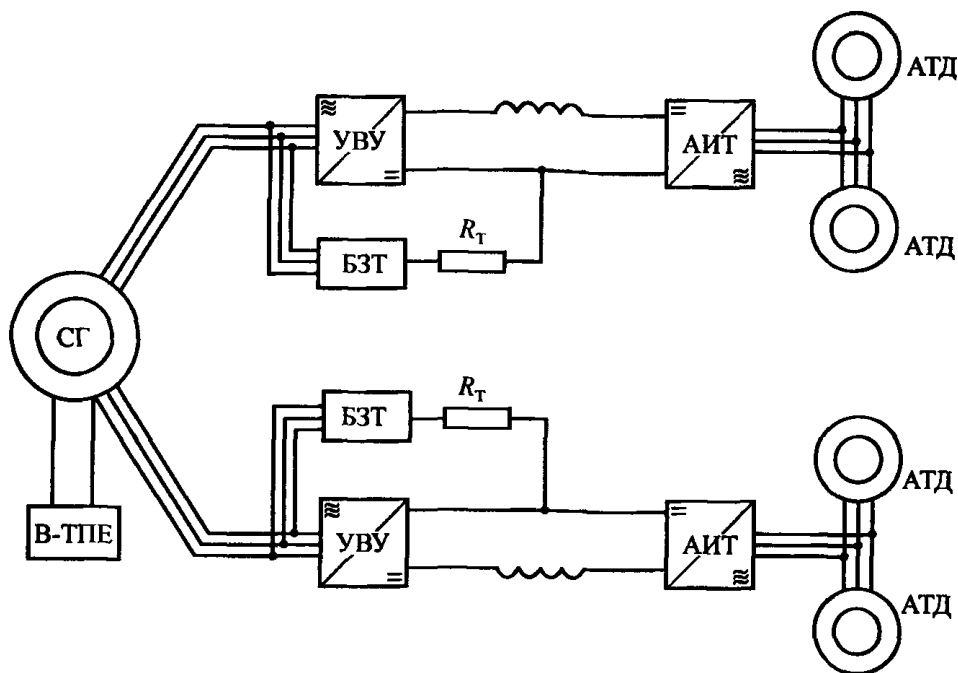 АТД
УВУ
АИТ
R_т
БЗТ
АТД
СГ
R_т
БЗТ
АТД
В-ТПЕ
УВУ
АИТ
АТД